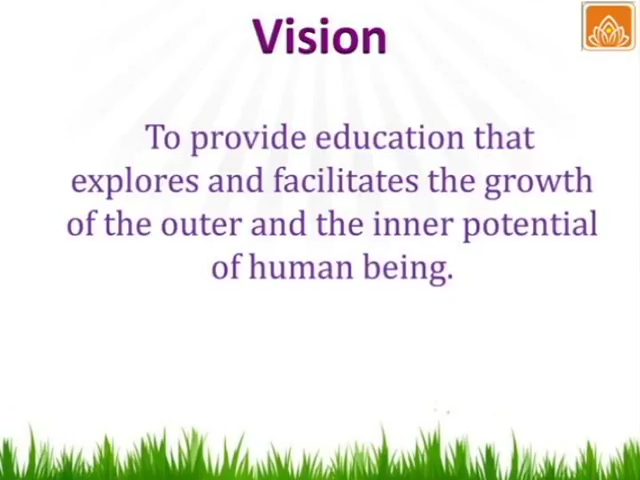 Vision
To provide education that
explores and facilitates the growth
of the outer and the inner potential
of human being.